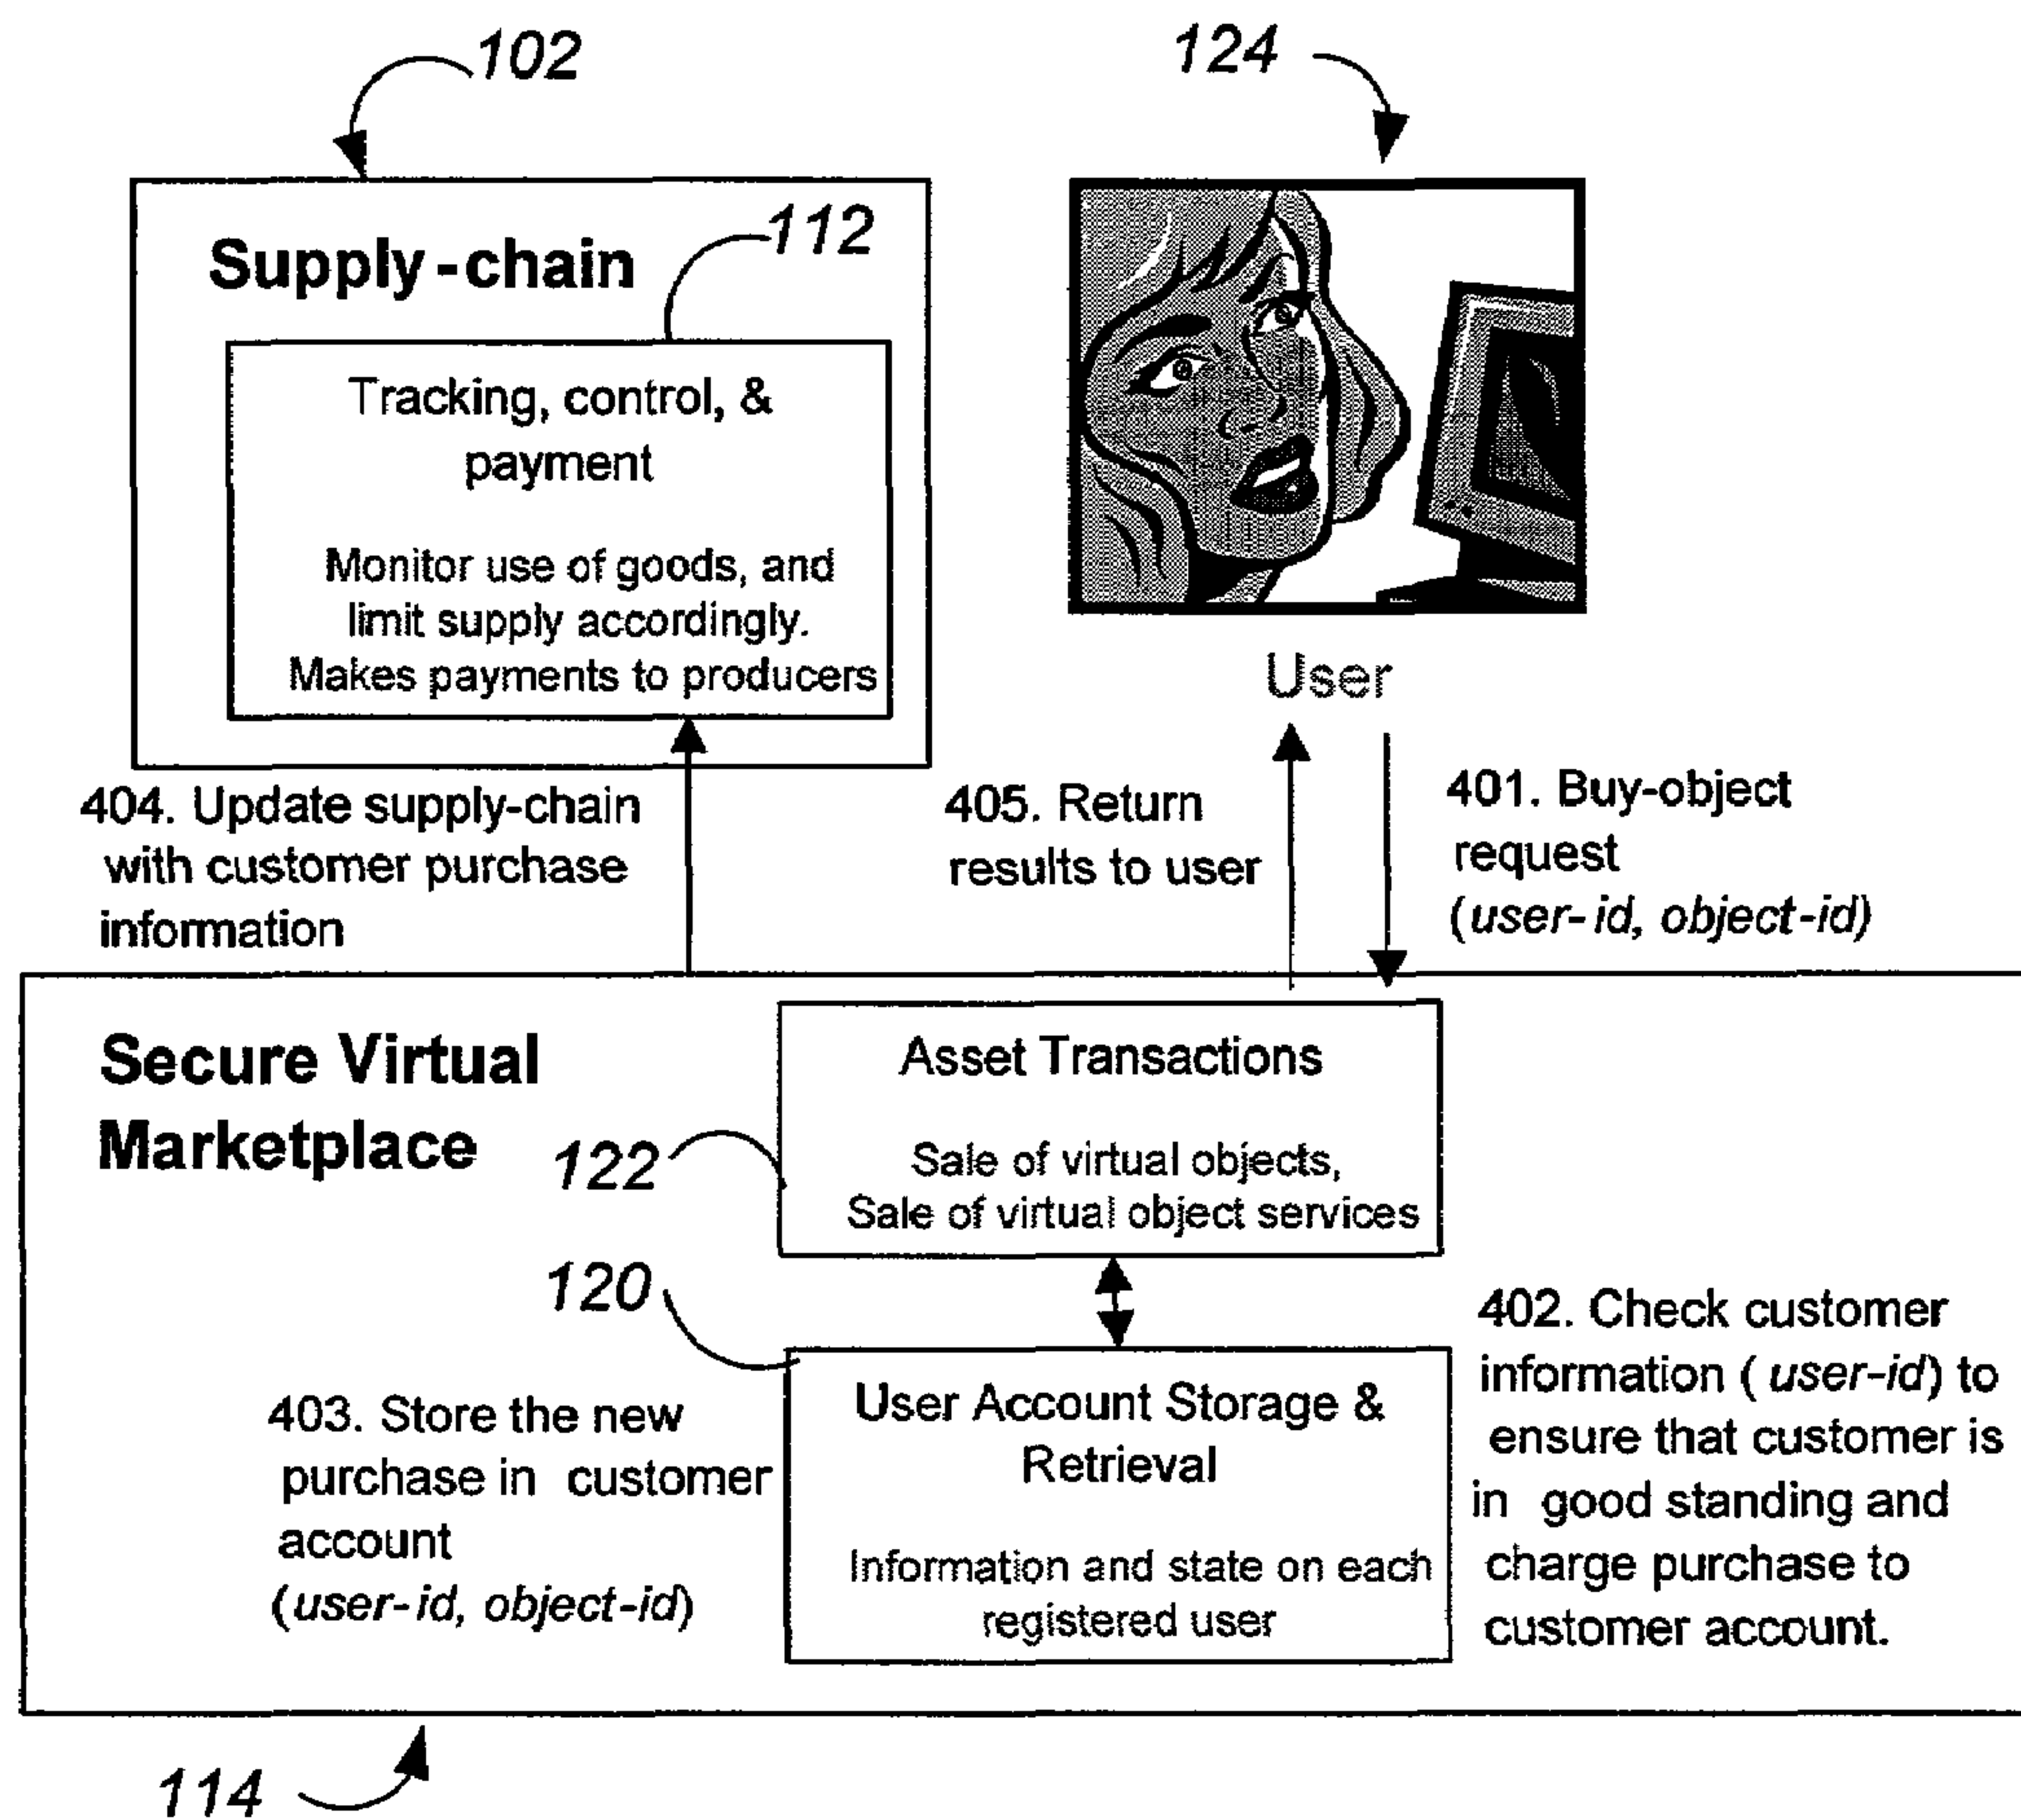 102
124
Supply-chain
112
Tracking, control, &
payment
Monitor use of goods, and
limit supply accordingly.
Makes payments to producers
User
404. Update supply-chain
with customer purchase
information
405. Return
results to user
401. Buy-object
request
(user-id, object-id)
Secure Virtual
Marketplace
Asset Transactions
122
Sale of virtual objects,
Sale of virtual object services
120
403. Store the new
purchase in customer
account
(user-id, object-id)
User Account Storage &
Retrieval
Information and state on each
registered user
402. Check customer
information (user-id) to
ensure that customer is
in good standing and
charge purchase to
customer account.
114